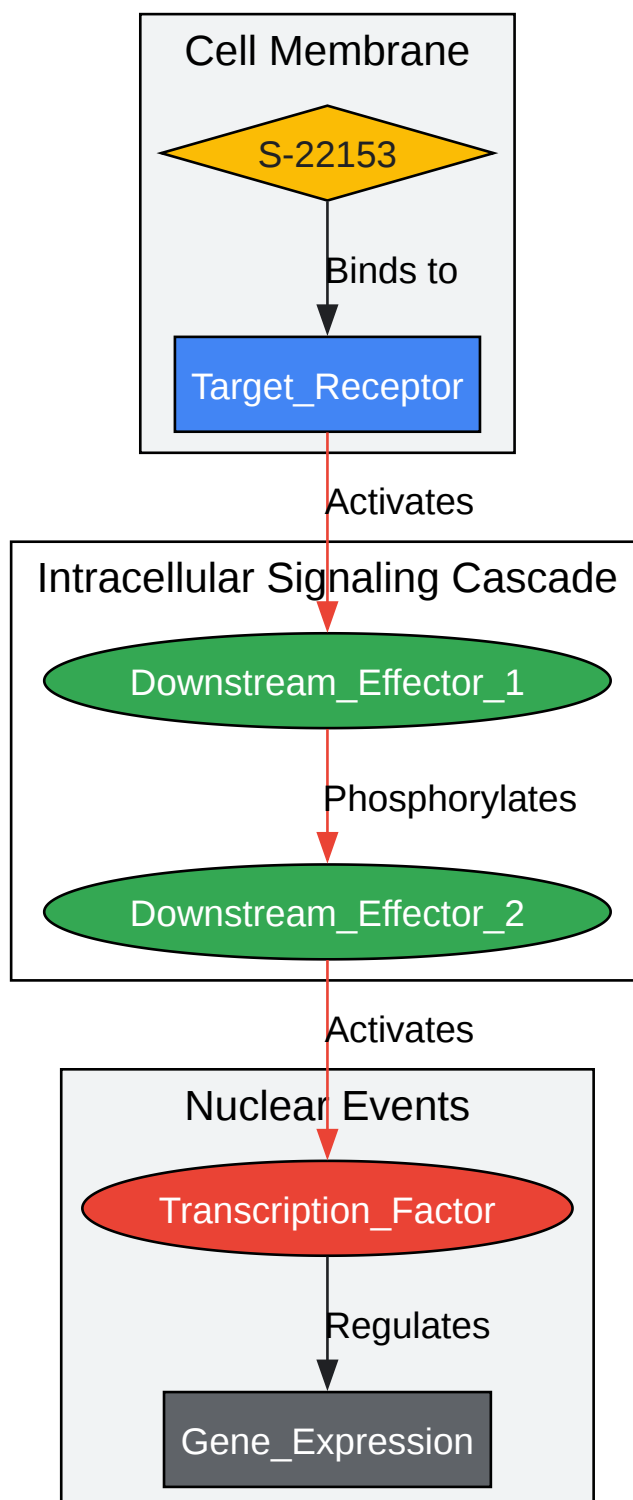 Cell Membrane
S-22153
Binds to
Target_Receptor
Activates
Intracellular Signaling Cascade
Downstream_Effector_1
Phosphorylates
Downstream_Effector_2
Activates
Nuclear Events
Transcription_Factor
Regulates
Gene_Expression